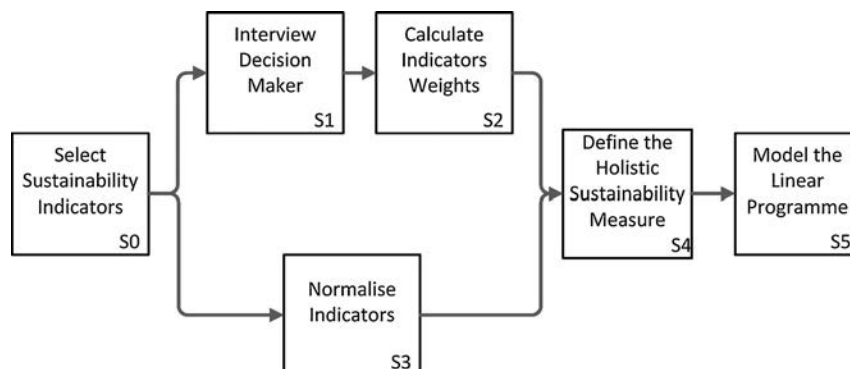 Select
Sustainability
Indicators
S0
Interview
Decision
Maker
S1
Calculate
Indicators
Weights
S2
Normalise
Indicators
S3
Define the
Holistic
Sustainability
Measure
S4
Model the
Linear
Programme
S5